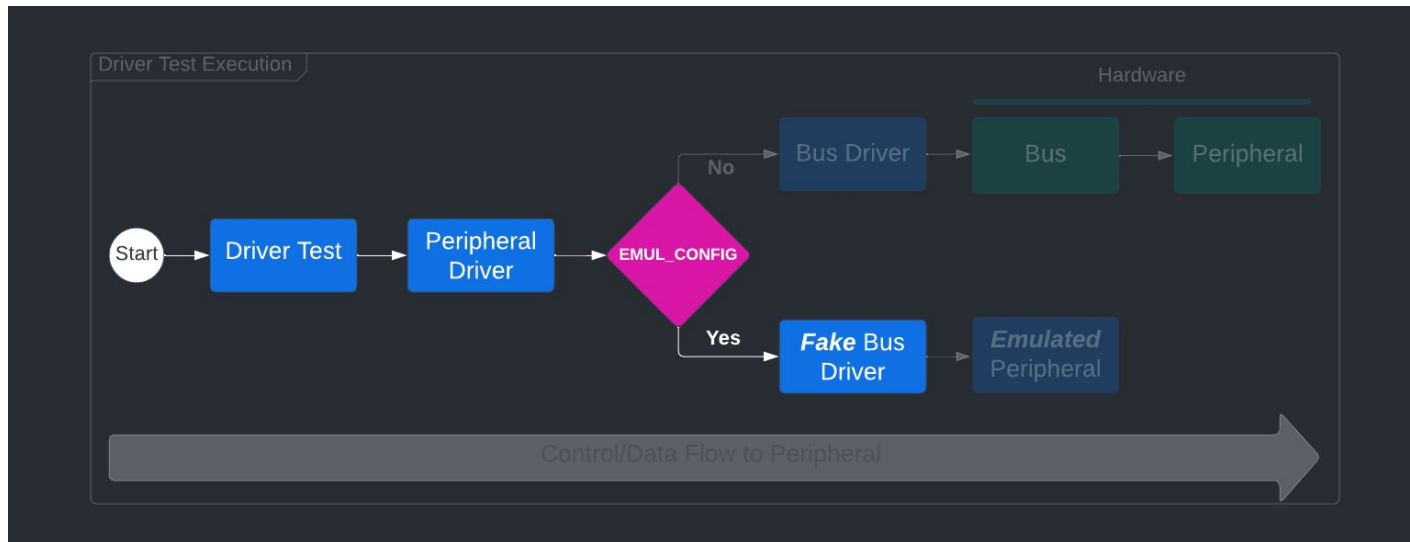 Driver Test Execution
Hardware
Bus Driver
Bus
Peripheral
No
Start
Driver Test
Peripheral
Driver
EMUL_CONFIG
Yes
Fake Bus
Driver
Emulated
Peripheral
Control/Data Flow to Peripheral